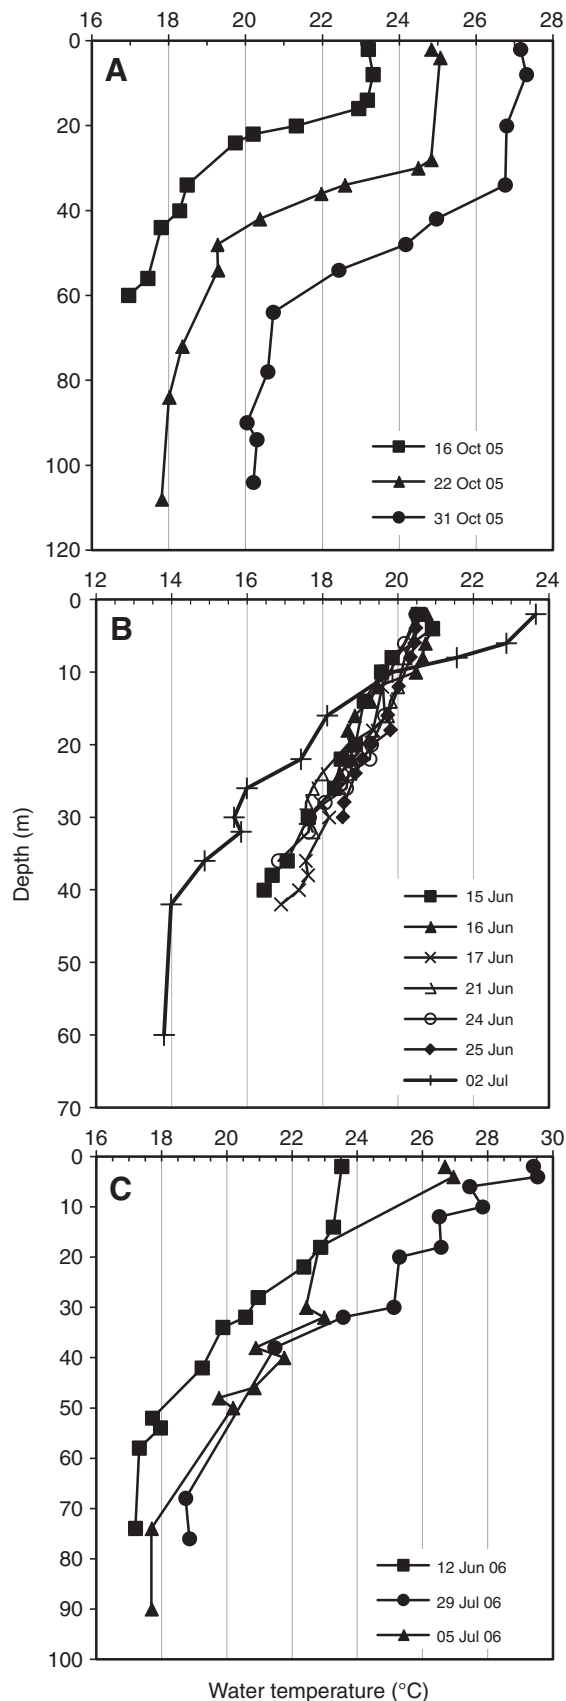 16 18 20 22 24 26 28
A
0
20
40
60
80
100
120
16 Oct 05
22 Oct 05
31 Oct 05
12 14 16 18 20 22 24
B
0
10
20
30
40
50
60
70
Depth (m)
15 Jun
16 Jun
17 Jun
21 Jun
24 Jun
25 Jun
02 Jul
16 18 20 22 24 26 28 30
C
0
10
20
30
40
50
60
70
80
90
100
12 Jun 06
29 Jul 06
05 Jul 06
Water temperature (°C)